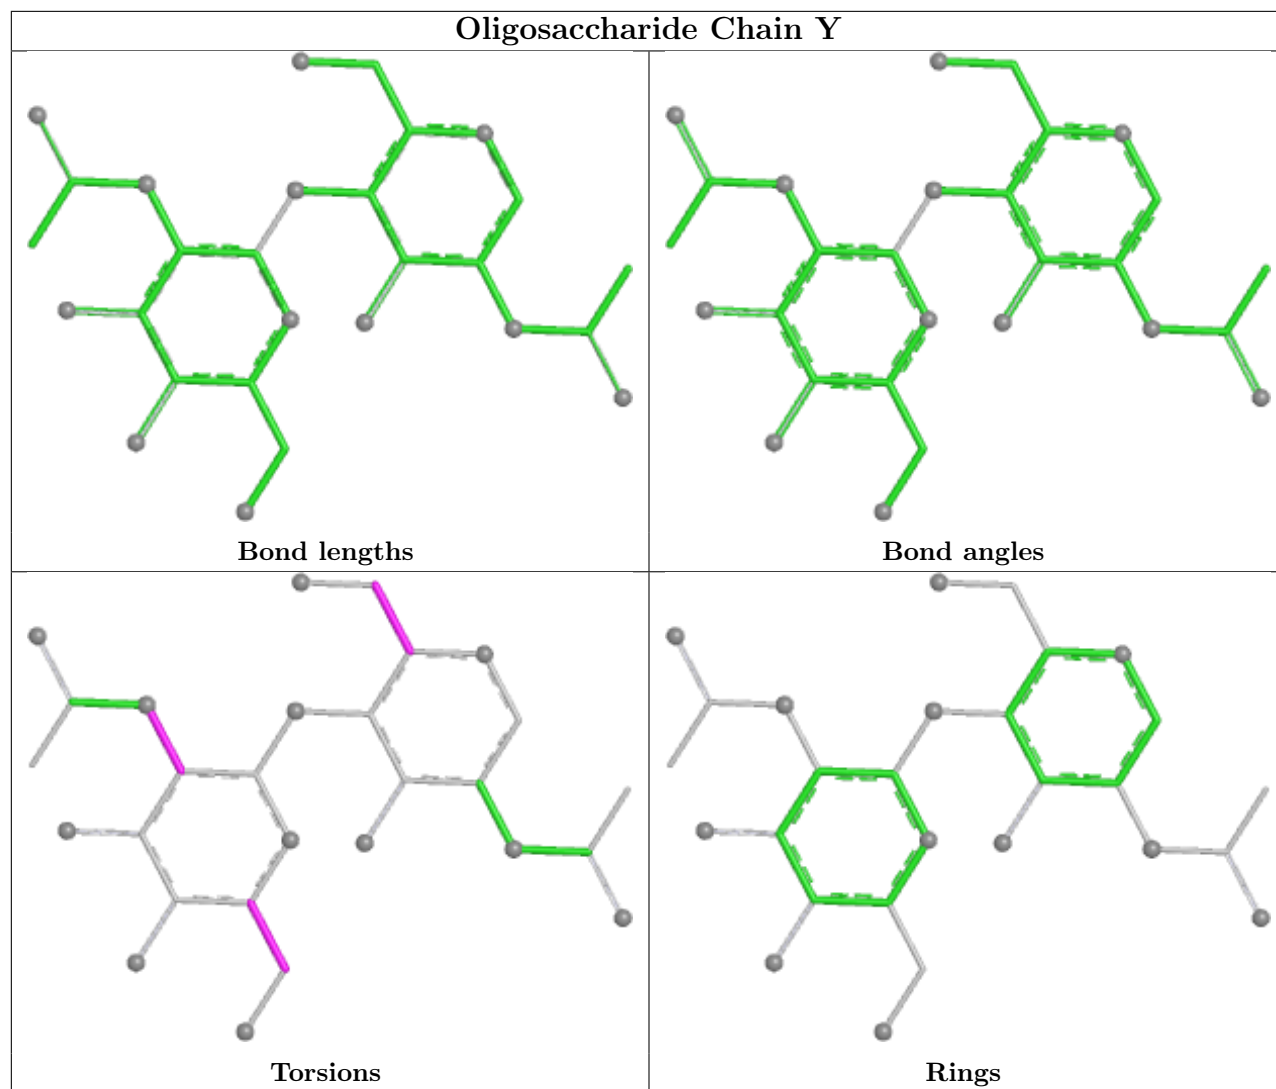 Oligosaccharide Chain Y
Bond lengths
Bond angles
Torsions
Rings